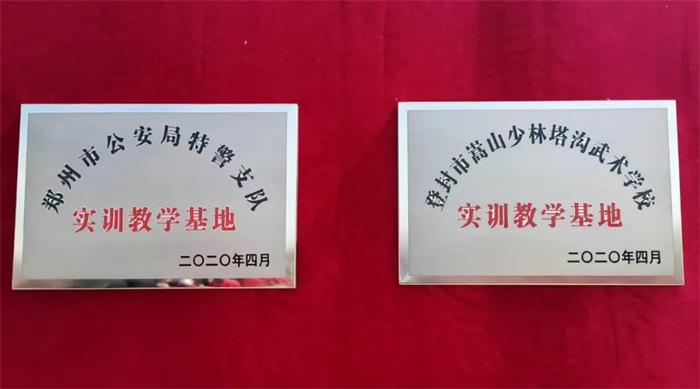 郑州市公安局特警支队
实训教学基地
二〇二〇年四月
登封市嵩山少林塔沟武术学校
实训教学基地
二〇二〇年四月